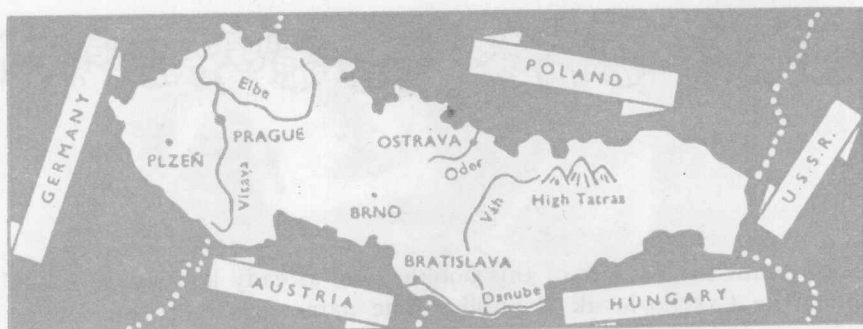 GERMANY
Elbe
PRAGUE
PLZEŇ
Vltava
POLAND
OSTRAVA
Oder
U.S.S.R.
High Tatras
Váh
BRNO
BRATISLAVA
Danube
AUSTRIA
HUNGARY